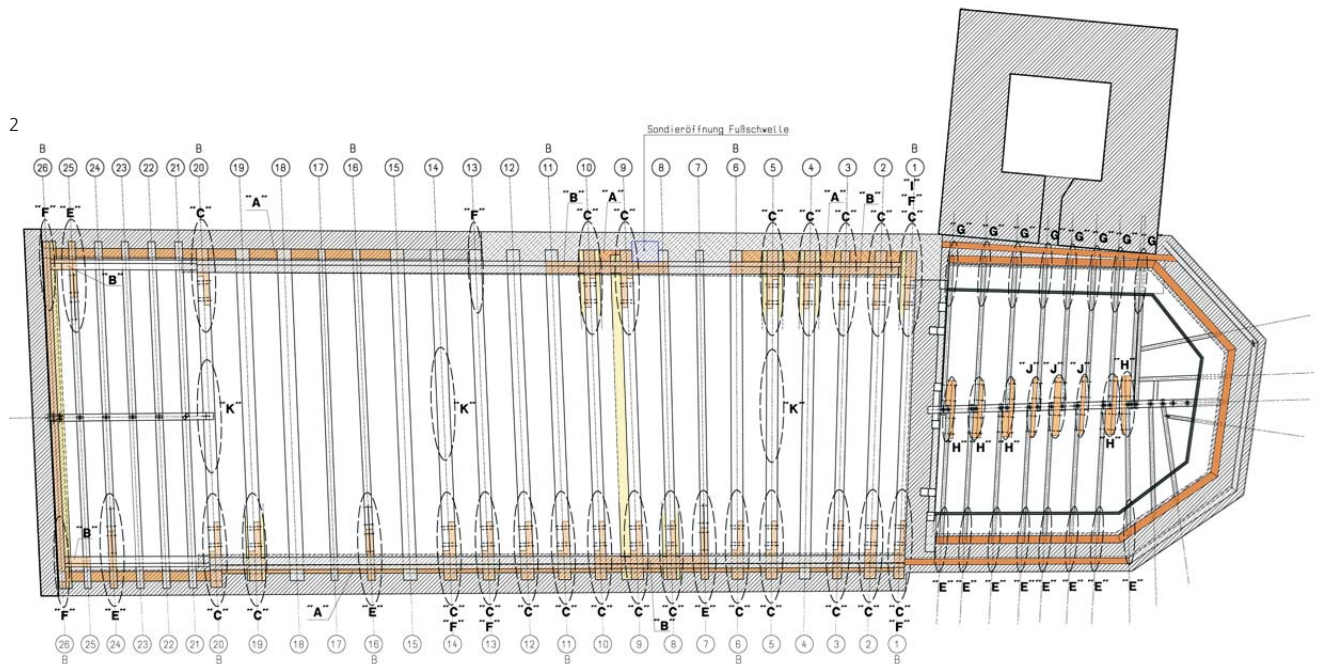 2
Sondieröffnung Fußschwelle
B B B B B B
26 25 24 23 22 21 20 19 18 17 16 15 14 13 12 11 10 9 8 7 6 5 4 3 2 1
"F" "E" "C" "A" "F" "B" "C" "A" "C" "C" "C" "A" "C" "B" "C" "I" "F" "C"
"G" "G" "G" "G" "G" "G" "G" G
"B"
"J" "J" "J" "H"
"K" "K" "K"
"H" "H" "H" "H"
"B"
"F" "E" "C" "C" "A" "E" "C" "C" "C" "C" "C" "C" "C" "E" "C" "C" "C" "C" "C"
"F" "F" "B"
"E" "E" "E" "E" "E" "E" "E" "E"
26 25 24 23 22 21 20 19 18 17 16 15 14 13 12 11 10 9 8 7 6 5 4 3 2 1
B B B B B B